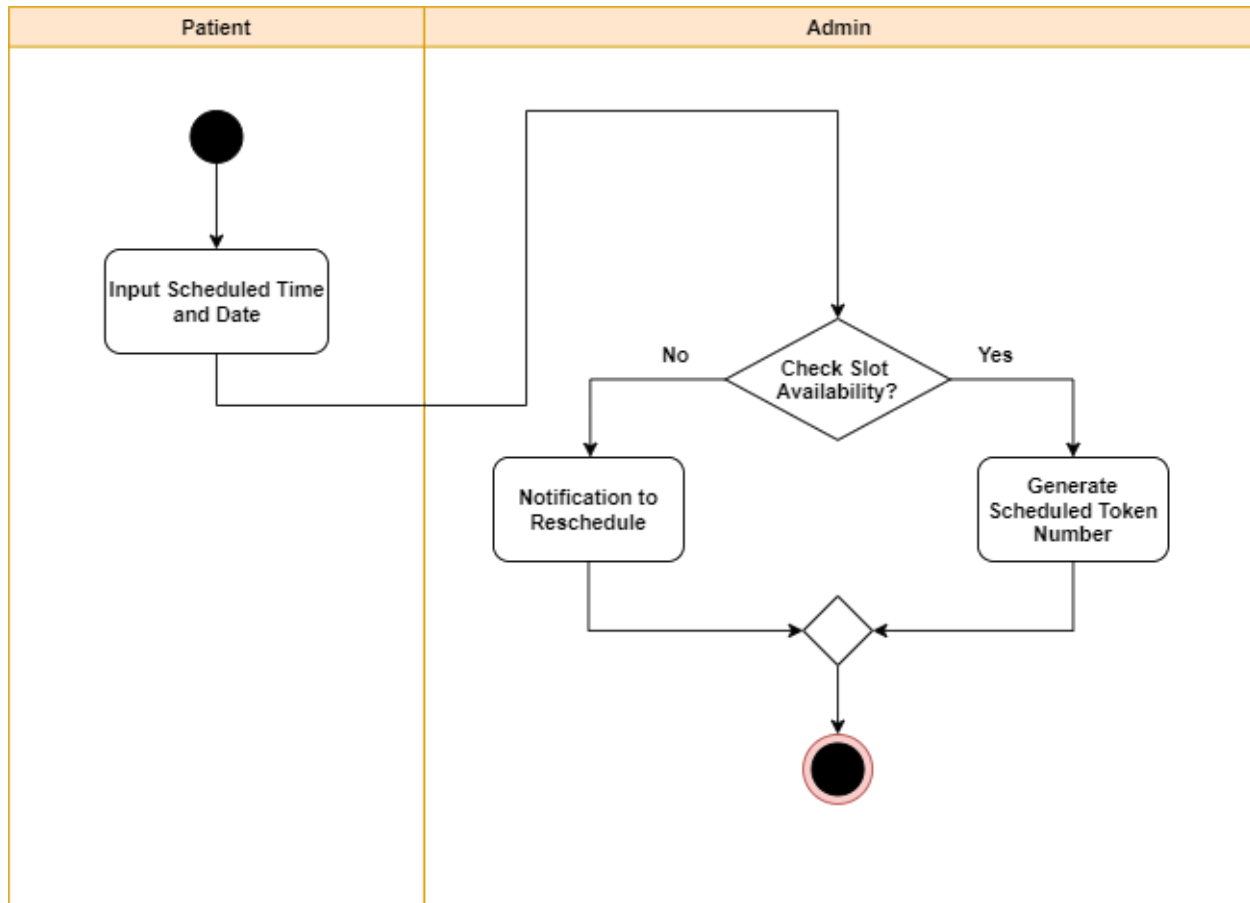 Patient
Admin
Input Scheduled Time
and Date
No
Yes
Check Slot
Availability?
Notification to
Reschedule
Generate
Scheduled Token
Number